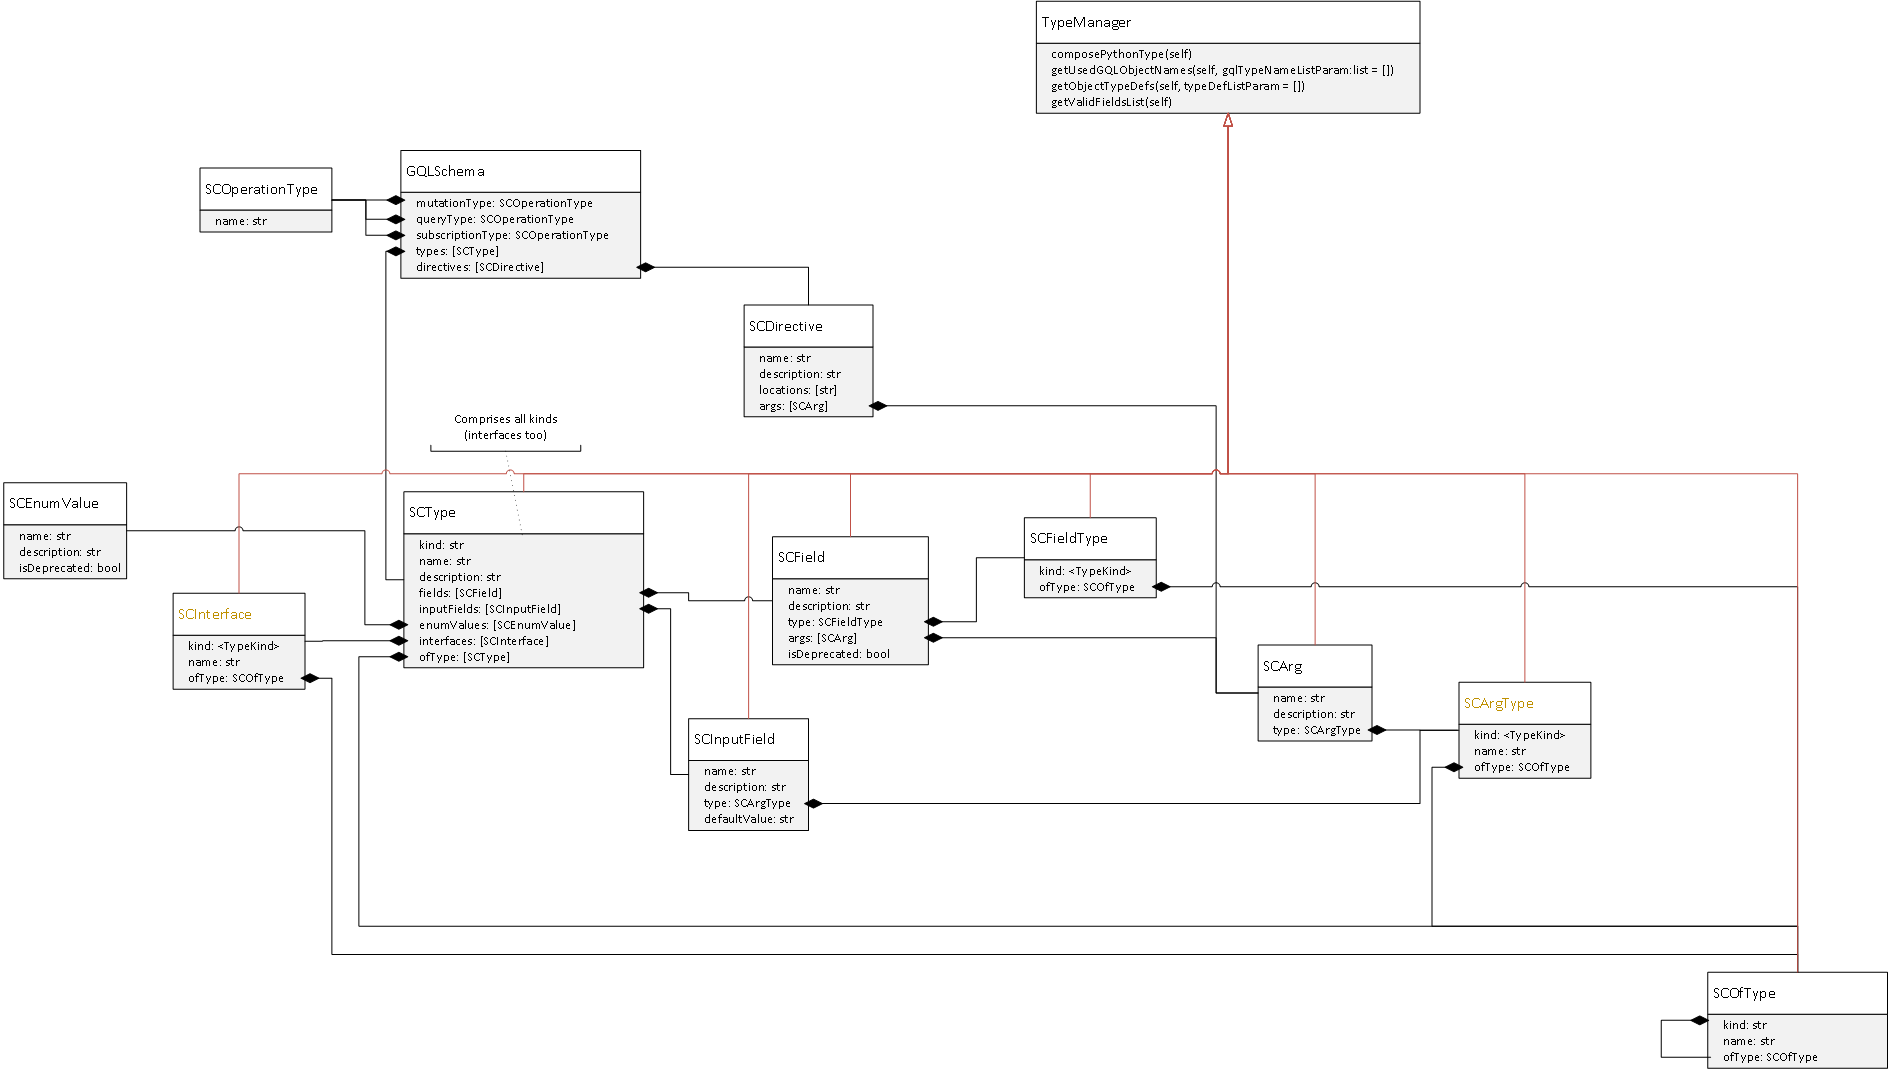 TypeManager
composePythonType(self)
getUsedGQLObjectNames(self, gqlTypeNameListParam:list = [])
getObjectTypeDefs(self, typeDefListParam = [])
getValidFieldsList(self)
SCOperationType
name: str
GQLSchema
mutationType: SCOperationType
queryType: SCOperationType
subscriptionType: SCOperationType
types: [SCType]
directives: [SCDirective]
SCDirective
name: str
description: str
locations: [str]
args: [SCArg]
Comprises all kinds
(interfaces too)
SCEnumValue
name: str
description: str
isDeprecated: bool
SCInterface
kind: <TypeKind>
name: str
ofType: SCOfType
SCType
kind: str
name: str
description: str
fields: [SCField]
inputFields: [SCInputField]
enumValues: [SCEnumValue]
interfaces: [SCInterface]
ofType: [SCType]
SCField
name: str
description: str
type: SCFieldType
args: [SCArg]
isDeprecated: bool
SCFieldType
kind: <TypeKind>
ofType: SCOfType
SCInputField
name: str
description: str
type: SCArgType
defaultValue: str
SCArg
name: str
description: str
type: SCArgType
SCArgType
kind: <TypeKind>
name: str
ofType: SCOfType
SCOfType
kind: str
name: str
ofType: SCOfType